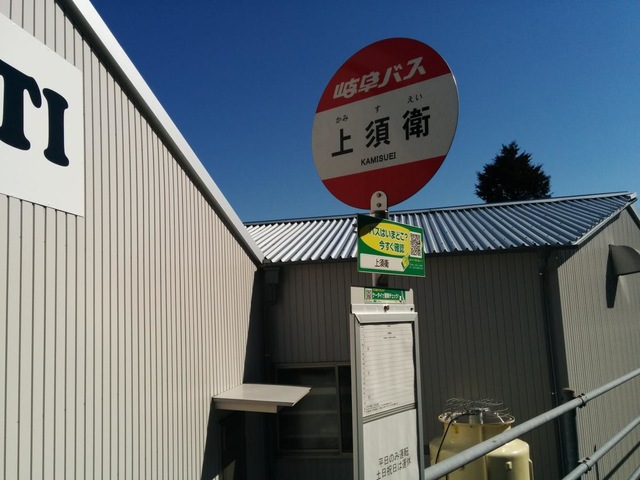 TI
岐阜バス
かみ す えい
上須衛
KAMISUEI
バスはいまどこ?
今すぐ確認
上須衛
平日のみ運転
土日祝日は運休